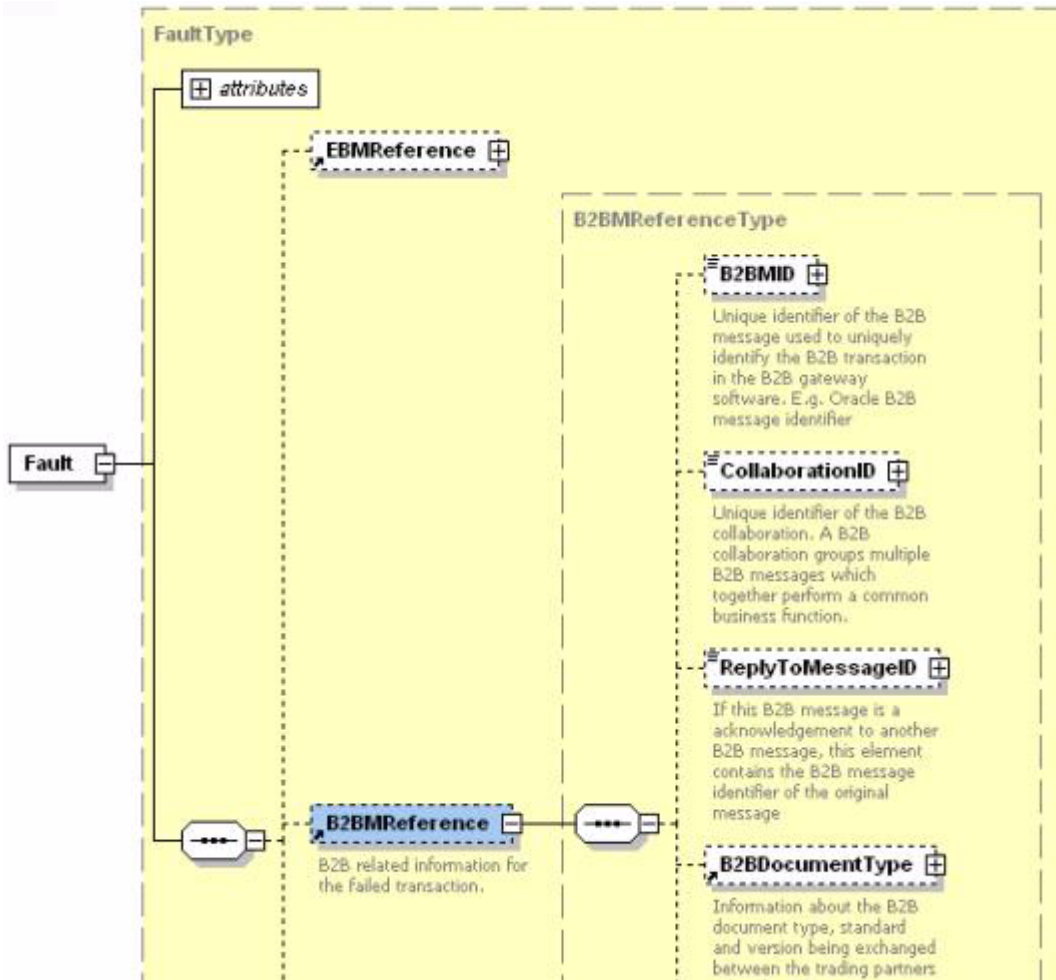 FaultType
attributes
EBMReference
B2BMReferenceType
B2BMID
Unique identifier of the B2B
message used to uniquely
identify the B2B transaction
in the B2B gateway
software. E.g. Oracle B2B
message identifier
Fault
CollaborationID
Unique identifier of the B2B
collaboration. A B2B
collaboration groups multiple
B2B messages which
together perform a common
business function.
ReplyToMessageID
If this B2B message is a
acknowledgement to another
B2B message, this element
contains the B2B message
identifier of the original
message
B2BMReference
B2B related information for
the failed transaction.
B2BDocumentType
Information about the B2B
document type, standard
and version being exchanged
between the trading partners